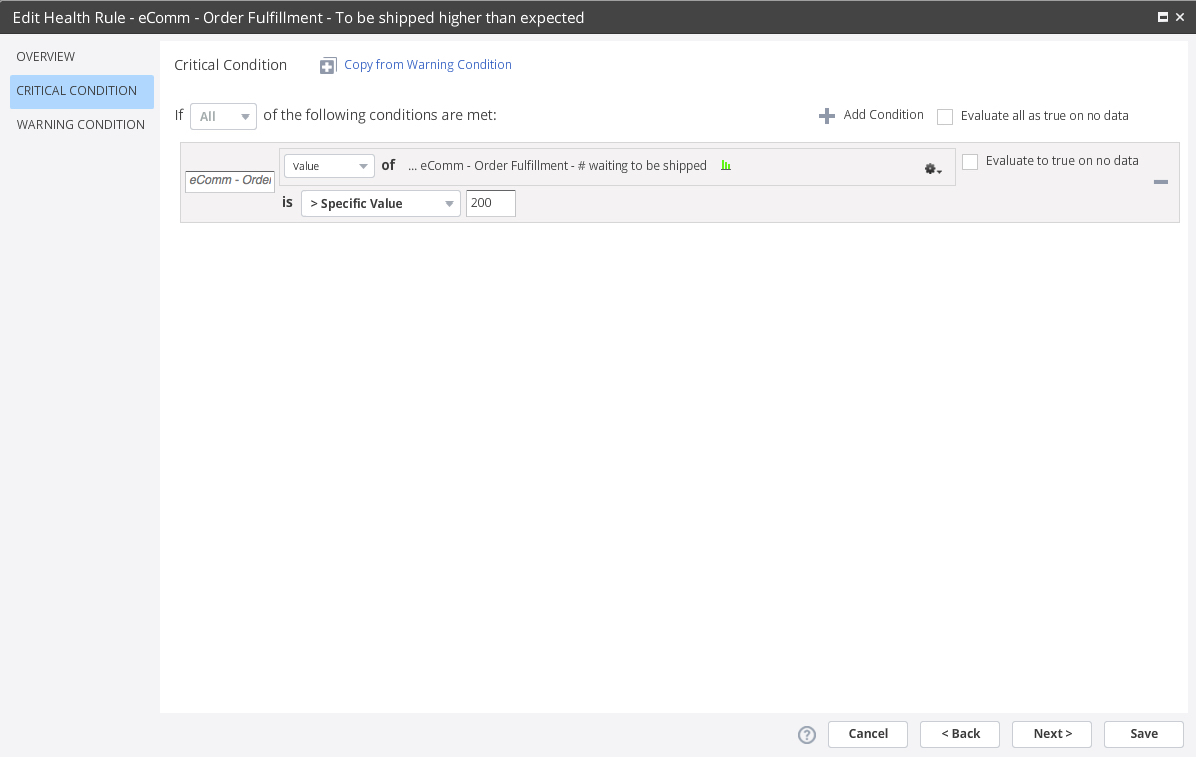 Edit Health Rule - eComm - Order Fulfillment - To be shipped higher than expected
OVERVIEW
CRITICAL CONDITION
WARNING CONDITION
Critical Condition
Copy from Warning Condition
If All of the following conditions are met:
Add Condition
Evaluate all as true on no data
eComm - Order
Value of ... eComm - Order Fulfillment - # waiting to be shipped
Evaluate to true on no data
is > Specific Value 200
? Cancel < Back Next > Save